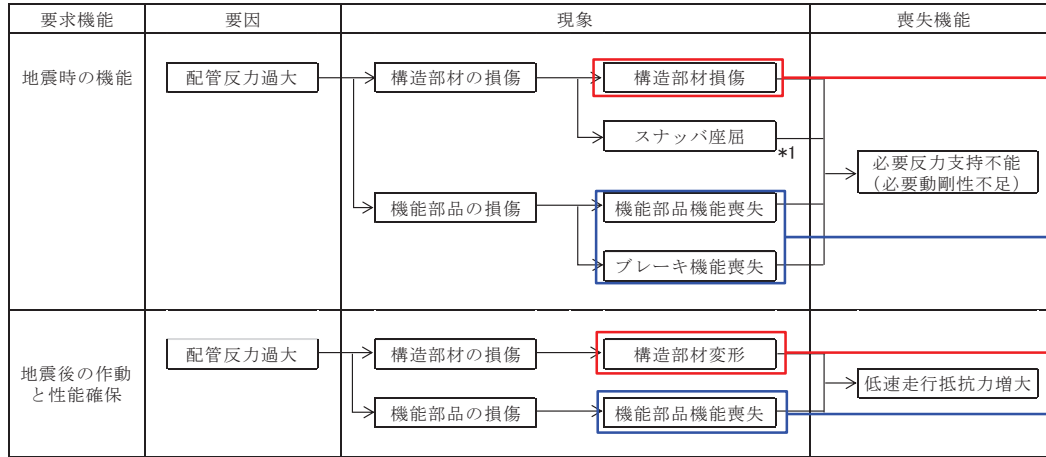 要求機能
要因
現象
喪失機能
地震時の機能
配管反力過大
構造部材の損傷
構造部材損傷
スナッバ座屈
*1
必要反力支持不能
（必要動剛性不足）
機能部品の損傷
機能部品機能喪失
ブレーキ機能喪失
地震後の作動
と性能確保
配管反力過大
構造部材の損傷
構造部材変形
低速走行抵抗力増大
機能部品の損傷
機能部品機能喪失